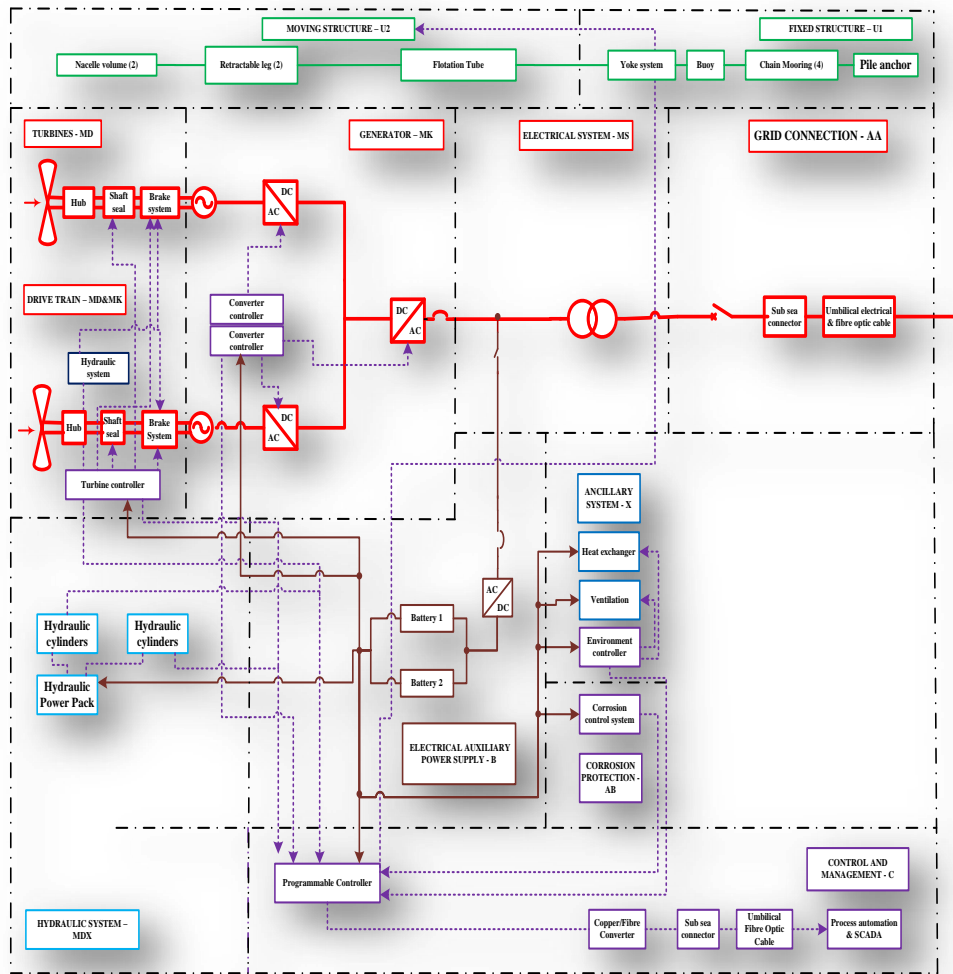 MOVING STRUCTURE – U2
FIXED STRUCTURE – U1
Nacelle volume (2)
Retractable leg (2)
Flotation Tube
Yoke system
Buoy
Chain Mooring (4)
Pile anchor
TURBINES - MD
GENERATOR – MK
ELECTRICAL SYSTEM - MS
GRID CONNECTION - AA
Hub
Shaft
seal
Brake
system
DC
AC
DRIVE TRAIN – MD&MK
Converter
controller
Converter
controller
DC
AC
Sub sea
connector
Umbilical electrical
& fibre optic cable
Hydraulic
system
Hub
Shaft
seal
Brake
System
DC
AC
Turbine controller
ANCILLARY
SYSTEM - X
Heat exchanger
AC
DC
Ventilation
Hydraulic
cylinders
Hydraulic
cylinders
Battery 1
Environment
controller
Hydraulic
Power Pack
Battery 2
Corrosion
control system
ELECTRICAL AUXILIARY
POWER SUPPLY - B
CORROSION
PROTECTION -
AB
Programmable Controller
CONTROL AND
MANAGEMENT - C
HYDRAULIC SYSTEM –
MDX
Copper/Fibre
Converter
Sub sea
connector
Umbilical
Fibre Optic
Cable
Process automation
& SCADA